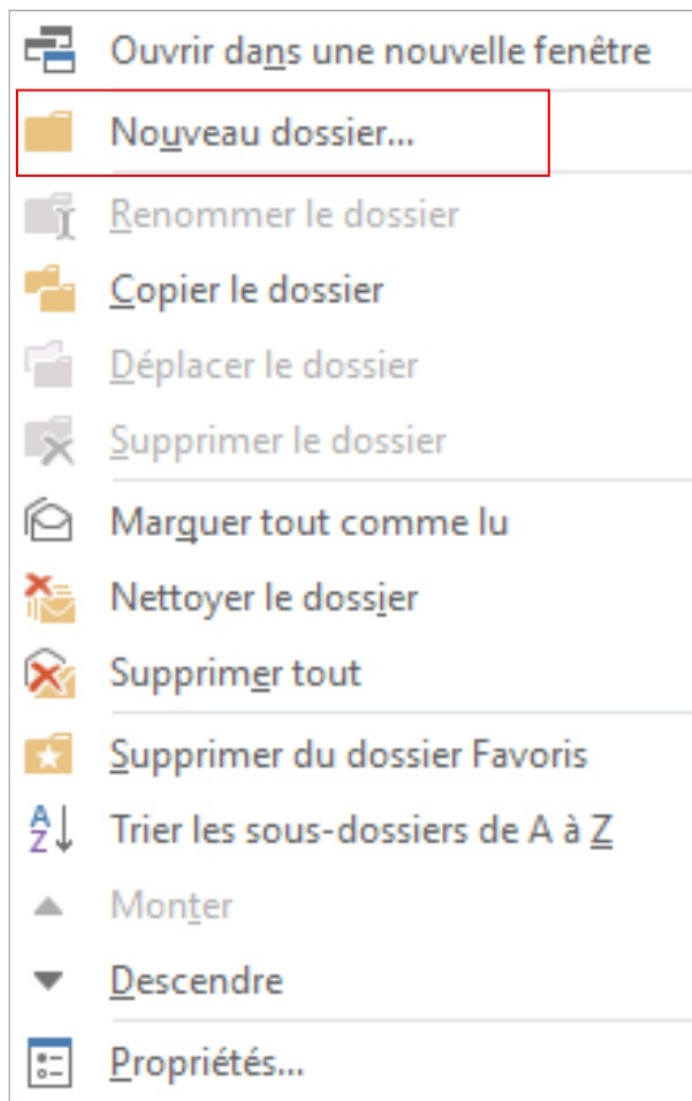 Ouvrir dans une nouvelle fenêtre
Nouveau dossier...
Renommer le dossier
Copier le dossier
Déplacer le dossier
Supprimer le dossier
Marquer tout comme lu
Nettoyer le dossier
Supprimer tout
Supprimer du dossier Favoris
Trier les sous-dossiers de A à Z
Monter
Descendre
Propriétés...